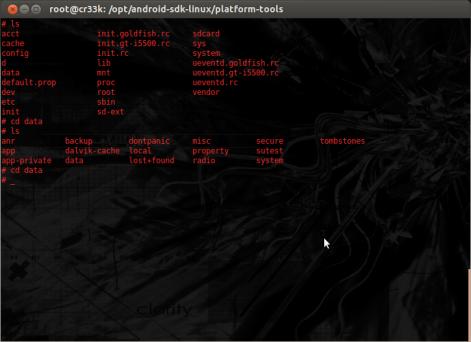 root@cr33k: /opt/android-sdk-linux/platform-tools
# ls
acct init.goldfish.rc sdcard
cache init.gt-i5500.rc sys
config init.rc system
d lib ueventd.goldfish.rc
data mnt ueventd.gt-i5500.rc
default.prop proc ueventd.rc
dev root vendor
etc sbin
init sd-ext
# cd data
# ls
anr backup dontpanic misc secure tombstones
app dalvik-cache local property sutest
app-private data lost+found radio system
# cd data
# _
clarity